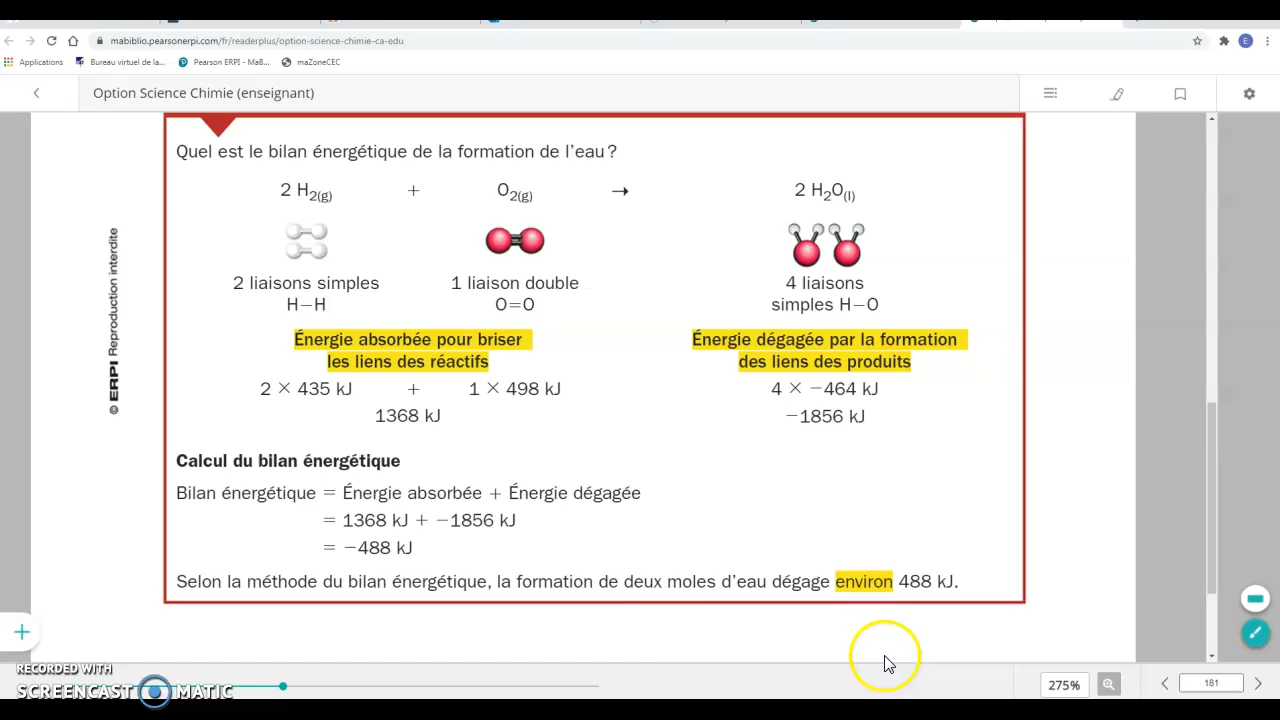 mabiblio.pearsonerpi.com/fr/readerplus/option-science-chimie-ca-edu
E
Applications Bureau virtuel de la... Pearson ERPI - MaB... maZoneCEC
Option Science Chimie (enseignant)
Quel est le bilan énergétique de la formation de l'eau ?
2 H2(g) + O2(g) → 2 H2O(l)
2 liaisons simples 1 liaison double 4 liaisons
H–H O=O simples H–O
Énergie absorbée pour briser Énergie dégagée par la formation
les liens des réactifs des liens des produits
2 × 435 kJ + 1 × 498 kJ 4 × −464 kJ
1368 kJ −1856 kJ
Calcul du bilan énergétique
Bilan énergétique = Énergie absorbée + Énergie dégagée
= 1368 kJ + −1856 kJ
= −488 kJ
Selon la méthode du bilan énergétique, la formation de deux moles d'eau dégage environ 488 kJ.
© ERPI Reproduction interdite
RECORDED WITH
SCREENCAST MATIC
275% 181